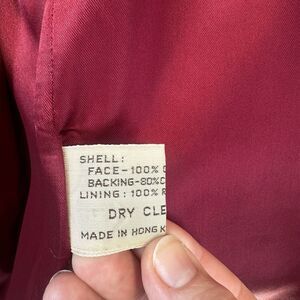 SHELL:
FACE-100% C
BACKING-80% C
LINING: 100% R
DRY CLE
MADE IN HONG K